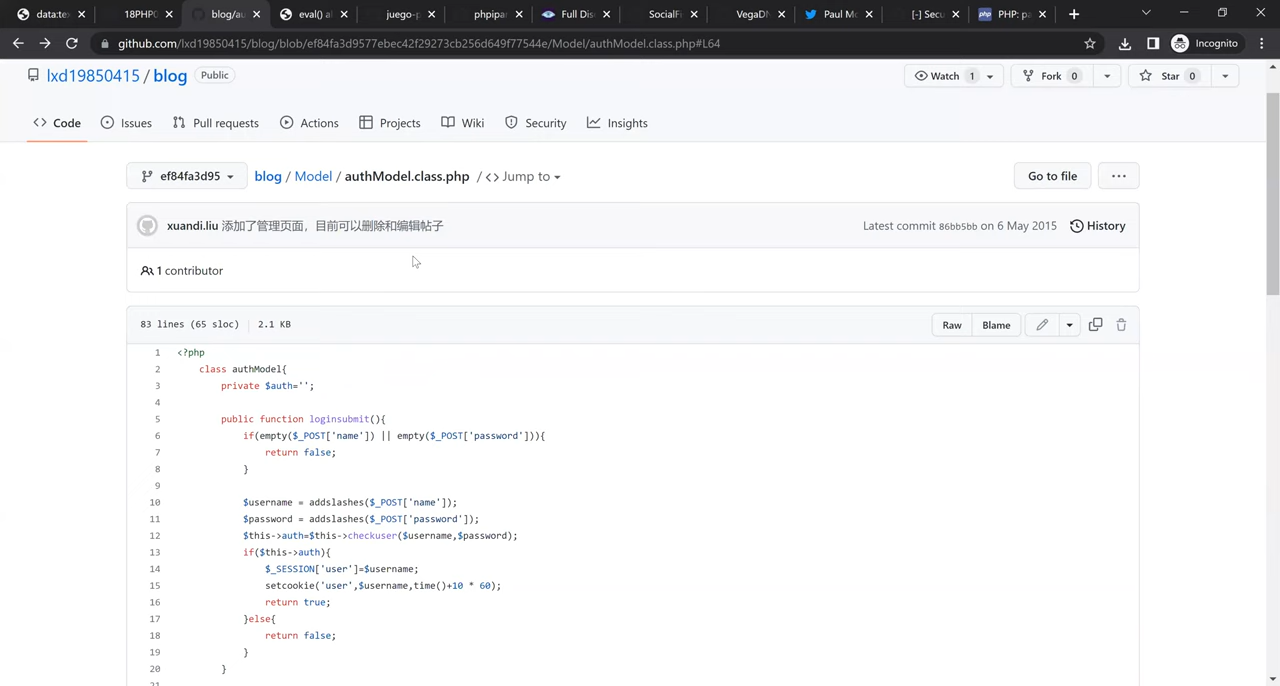 data:te:
18PHP
blog/au
eval() a
juego-p
phpipar
Full Dis
SocialF
VegaDN
Paul Mc
[-] Secu
php
PHP: pa
github.com/lxd19850415/blog/blob/ef84fa3d9577ebec42f29273cb256d649f77544e/Model/authModel.class.php#L64
Incognito
lxd19850415 / blog Public
Watch 1
Fork 0
Star 0
Code
Issues
Pull requests
Actions
Projects
Wiki
Security
Insights
ef84fa3d95
blog / Model / authModel.class.php / <> Jump to
Go to file
...
xuandi.liu 添加了管理页面，目前可以删除和编辑帖子
Latest commit 86bb5bb on 6 May 2015
History
1 contributor
83 lines (65 sloc) 2.1 KB
Raw
Blame
1 <?php
2 class authModel{
3 private $auth='';
4
5 public function loginsubmit(){
6 if(empty($_POST['name']) || empty($_POST['password'])){
7 return false;
8 }
9
10 $username = addslashes($_POST['name']);
11 $password = addslashes($_POST['password']);
12 $this->auth=$this->checkuser($username,$password);
13 if($this->auth){
14 $_SESSION['user']=$username;
15 setcookie('user',$username,time()+10 * 60);
16 return true;
17 }else{
18 return false;
19 }
20 }
21